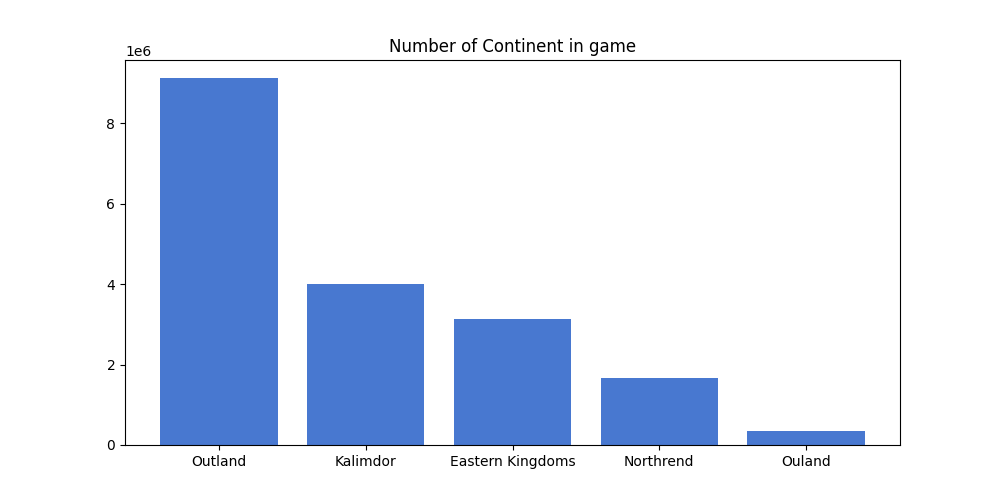 Number of Continent in game
1e6
8
6
4
2
0
Outland
Kalimdor
Eastern Kingdoms
Northrend
Ouland